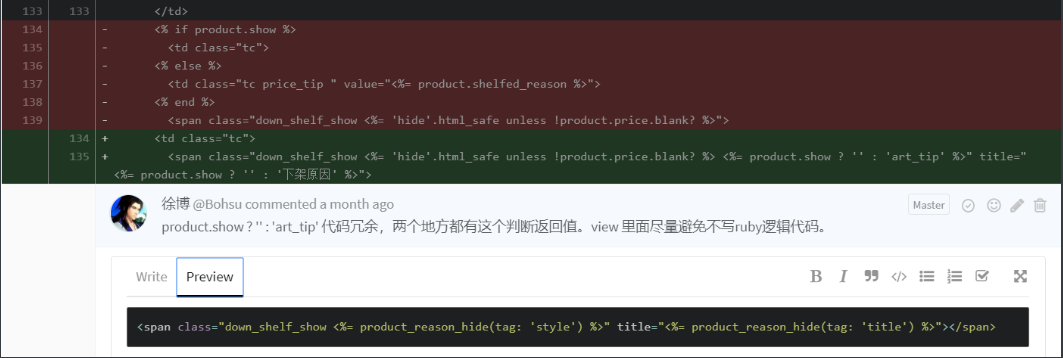 133 133 </td>
134 - <% if product.show %>
135 - <td class="tc">
136 - <% else %>
137 - <td class="tc price_tip " value="<%= product.shelfed_reason %>">
138 - <% end %>
139 - <span class="down_shelf_show <%= 'hide'.html_safe unless !product.price.blank? %>">
134 + <td class="tc">
135 + <span class="down_shelf_show <%= 'hide'.html_safe unless !product.price.blank? %> <%= product.show ? '' : 'art_tip' %>" title="
<%= product.show ? '' : '下架原因' %>">
徐博 @Bohsu commented a month ago Master
product.show ? '' : 'art_tip' 代码冗余，两个地方都有这个判断返回值。view 里面尽量避免不写ruby逻辑代码。
Write Preview B I
<span class="down_shelf_show <%= product_reason_hide(tag: 'style') %>" title="<%= product_reason_hide(tag: 'title') %>"></span>